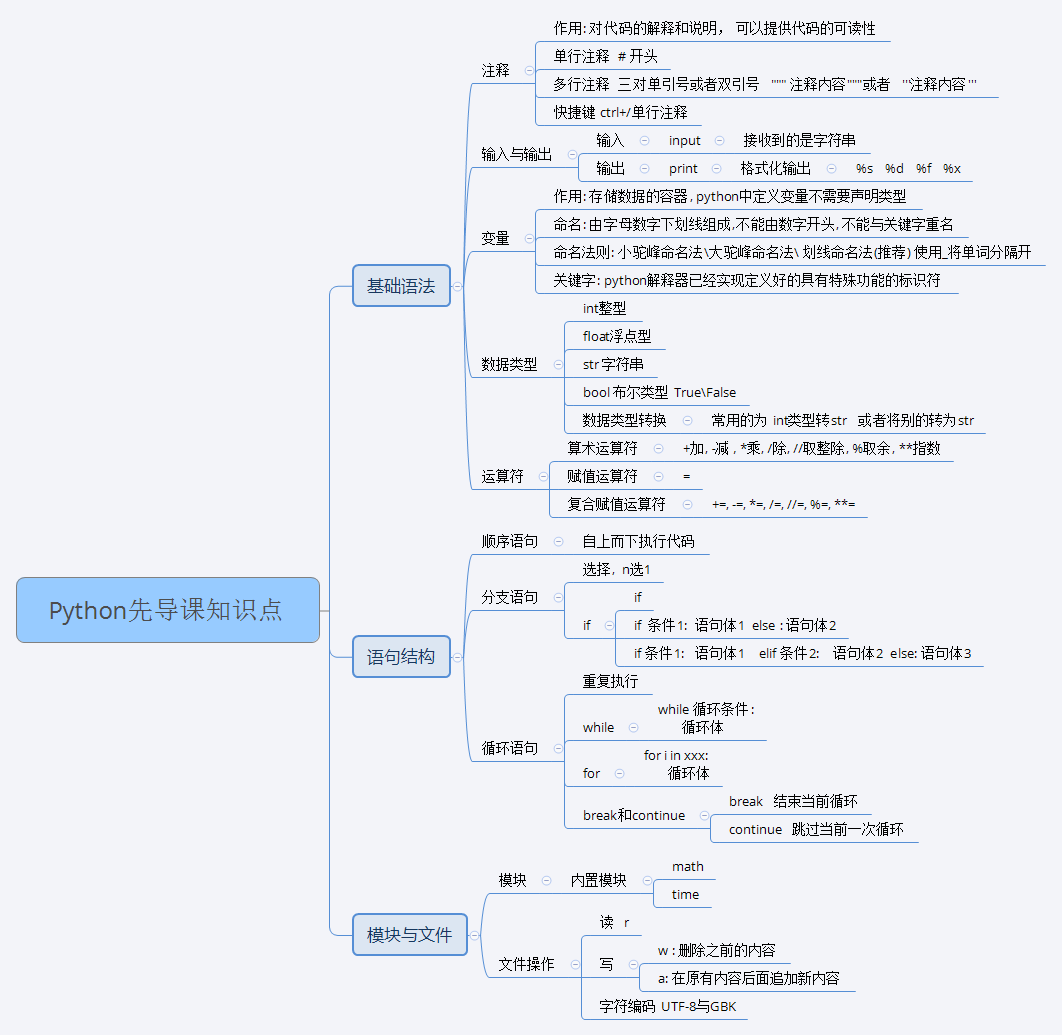 Python先导课知识点
基础语法
注释
作用:对代码的解释和说明， 可以提供代码的可读性
单行注释 # 开头
多行注释 三对单引号或者双引号 """ 注释内容"""或者 ''注释内容'''
快捷键 ctrl+/单行注释
输入与输出
输入 input 接收到的是字符串
输出 print 格式化输出 %s %d %f %x
变量
作用:存储数据的容器,python中定义变量不需要声明类型
命名:由字母数字下划线组成,不能由数字开头,不能与关键字重名
命名法则: 小驼峰命名法\大驼峰命名法\ 划线命名法(推荐) 使用_将单词分隔开
关键字: python解释器已经实现定义好的具有特殊功能的标识符
数据类型
int整型
float浮点型
str 字符串
bool 布尔类型 True\False
数据类型转换 常用的为 int类型转str 或者将别的转为 str
运算符
算术运算符 +加, -减 , *乘, /除, //取整除, %取余, **指数
赋值运算符 =
复合赋值运算符 +=, -=, *=, /=, //=, %=, **=
语句结构
顺序语句 自上而下执行代码
分支语句
选择，n选1
if
if
if 条件1: 语句体1 else : 语句体2
if 条件1: 语句体1 elif 条件2: 语句体2 else: 语句体3
循环语句
重复执行
while
while 循环条件 :
循环体
for
for i in xxx:
循环体
break和continue
break 结束当前循环
continue 跳过当前一次循环
模块与文件
模块 内置模块
math
time
文件操作
读 r
写
w : 删除之前的内容
a: 在原有内容后面追加新内容
字符编码 UTF-8与GBK